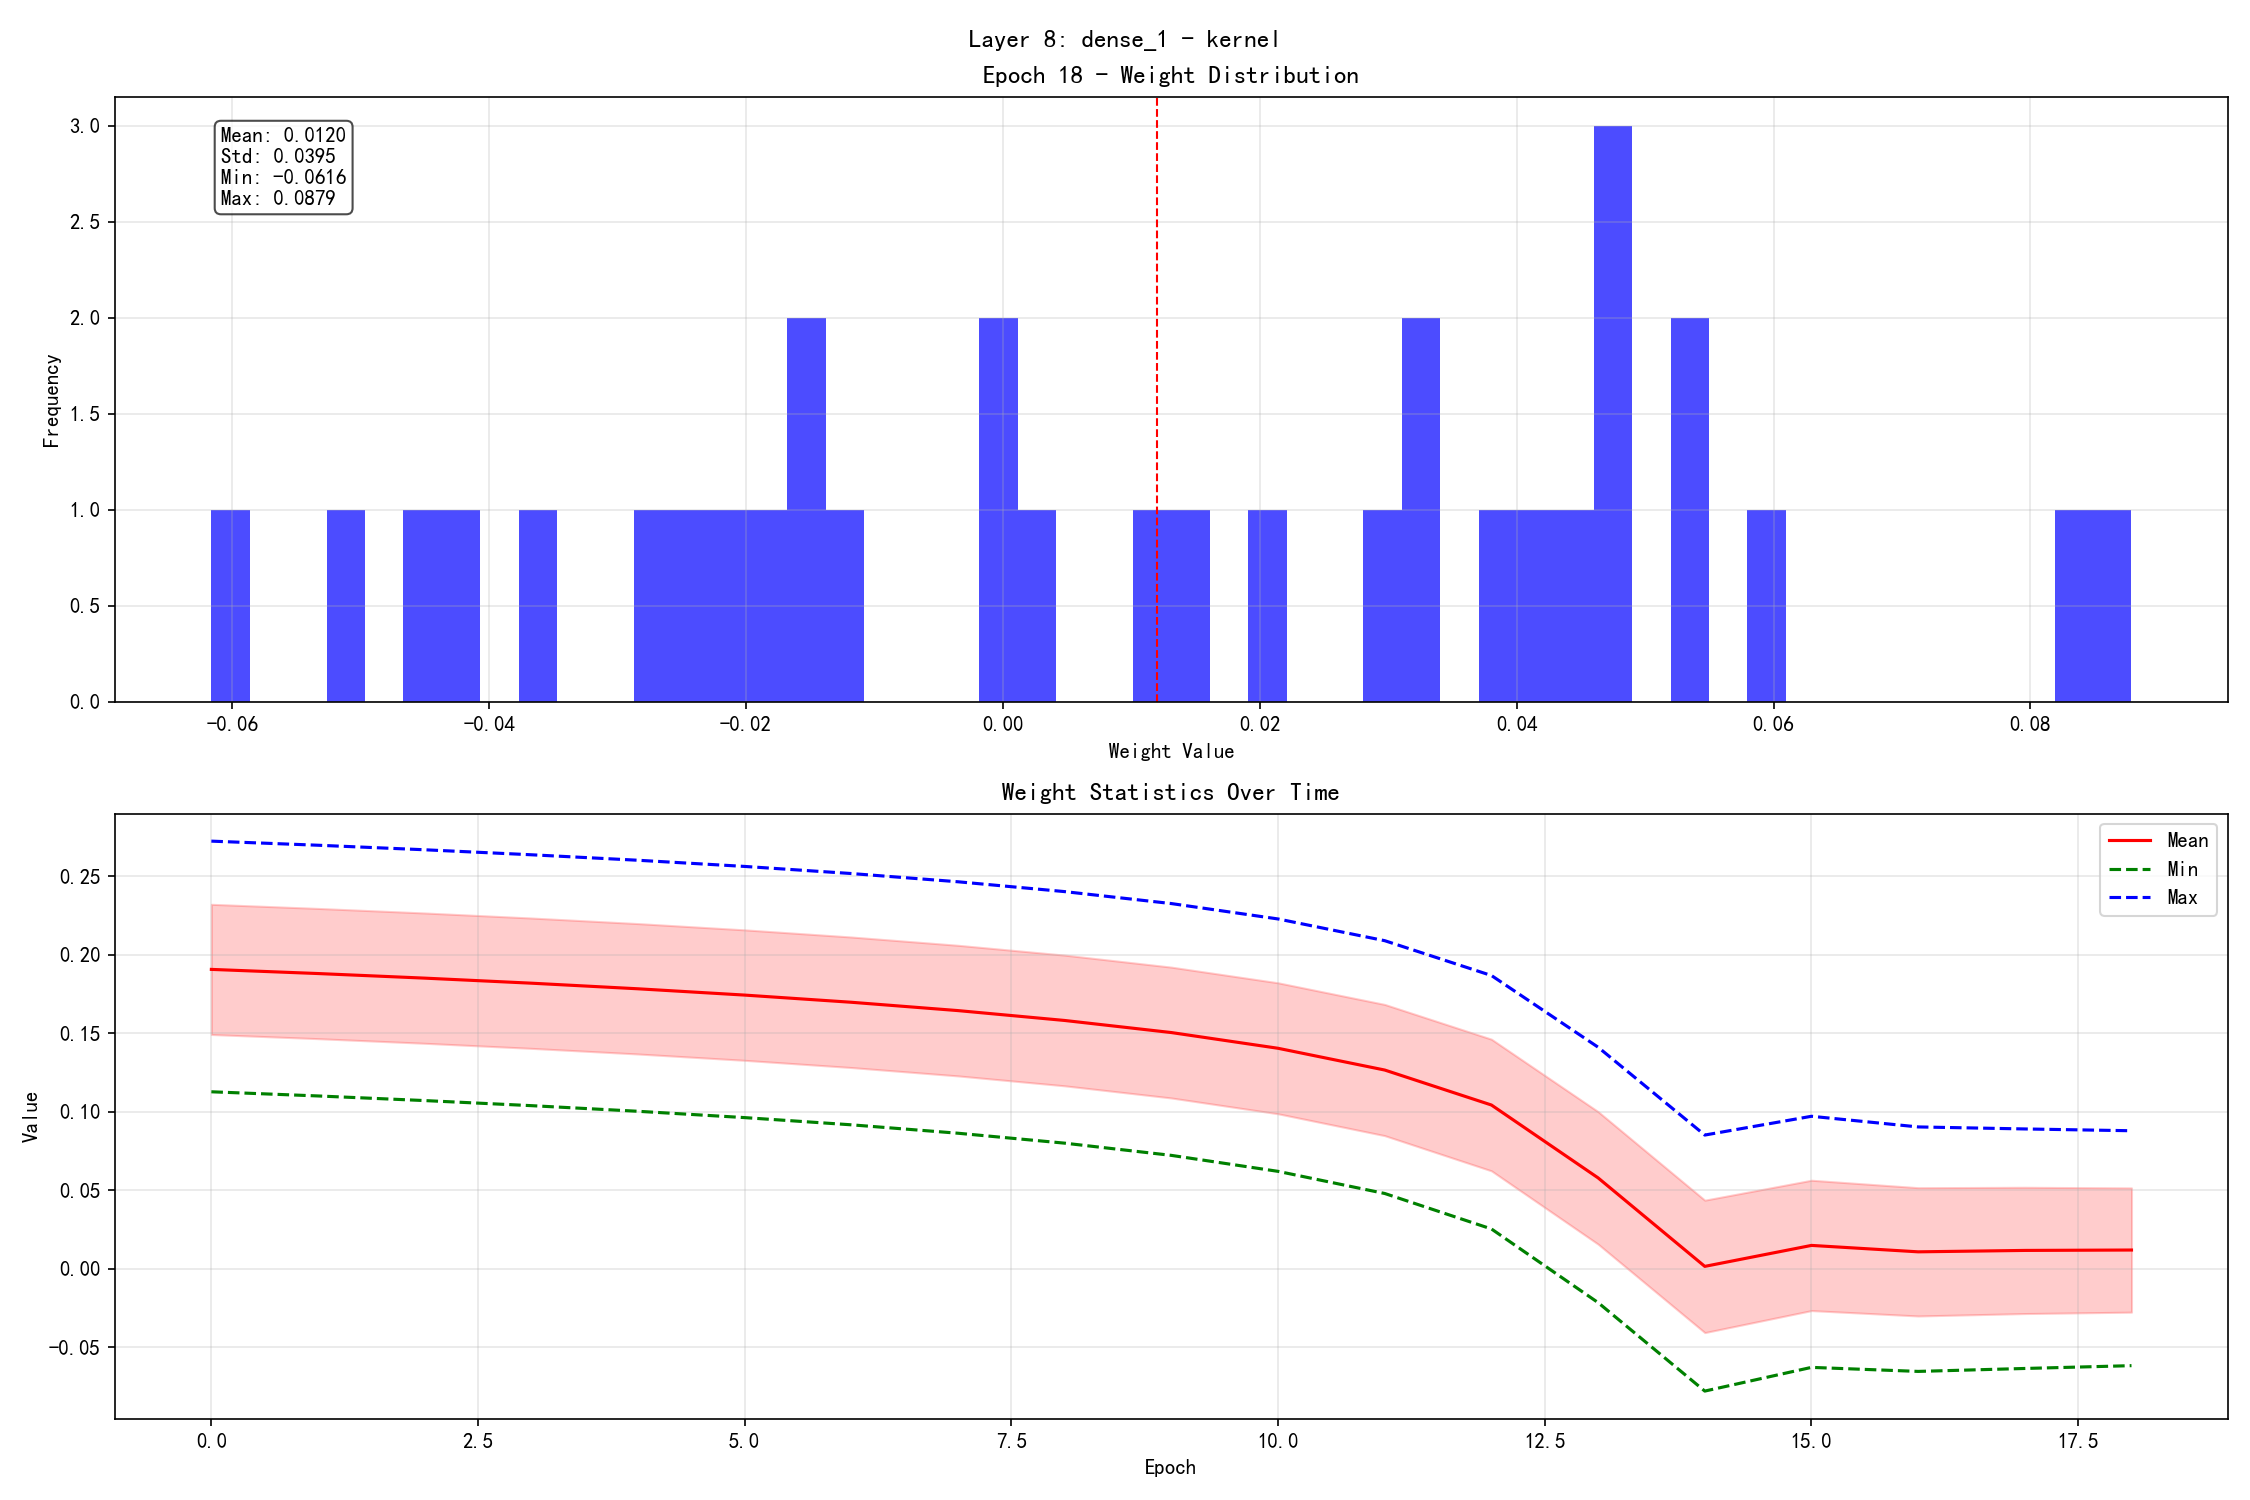 Layer 8: dense_1 - kernel
Epoch 18 - Weight Distribution
Mean: 0.0120
Std: 0.0395
Min: -0.0616
Max: 0.0879
3.0
2.5
2.0
1.5
1.0
0.5
0.0
Frequency
-0.06 -0.04 -0.02 0.00 0.02 0.04 0.06 0.08
Weight Value
Weight Statistics Over Time
Mean
Min
Max
0.25
0.20
0.15
0.10
0.05
0.00
-0.05
Value
0.0 2.5 5.0 7.5 10.0 12.5 15.0 17.5
Epoch